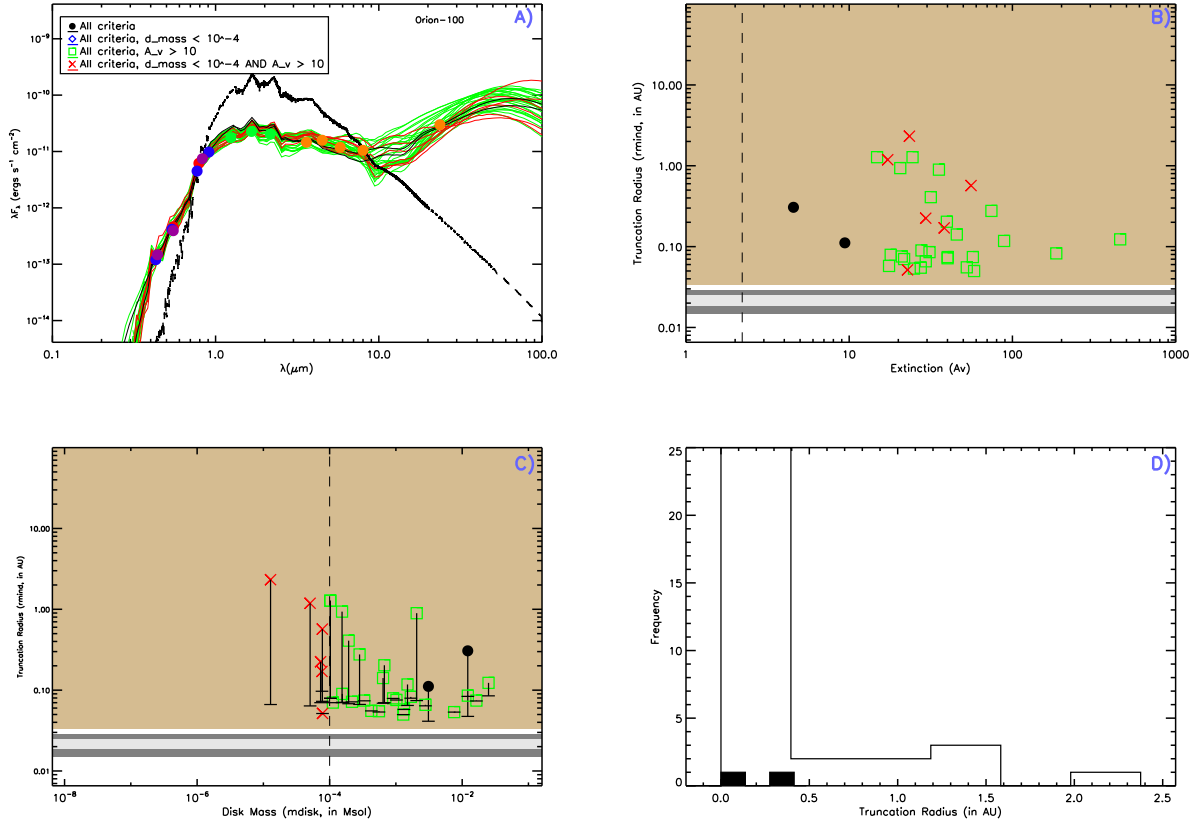 A)
Orion-100
All criteria
All criteria, d_mass < 10^-4
All criteria, A_v > 10
All criteria, d_mass < 10^-4 AND A_v > 10
10⁻⁹
10⁻¹⁰
10⁻¹¹
10⁻¹²
10⁻¹³
10⁻¹⁴
λFλ (ergs s⁻¹ cm⁻²)
0.1 1.0 10.0 100.0
λ(μm)
B)
10.00
1.00
0.10
0.01
Truncation Radius (rmind, in AU)
1 10 100 1000
Extinction (Av)
C)
10.00
1.00
0.10
0.01
Truncation Radius (rmind, in AU)
10⁻⁸ 10⁻⁶ 10⁻⁴ 10⁻²
Disk Mass (mdisk, in Msol)
D)
25
20
15
10
5
0
Frequency
0.0 0.5 1.0 1.5 2.0 2.5
Truncation Radius (in AU)